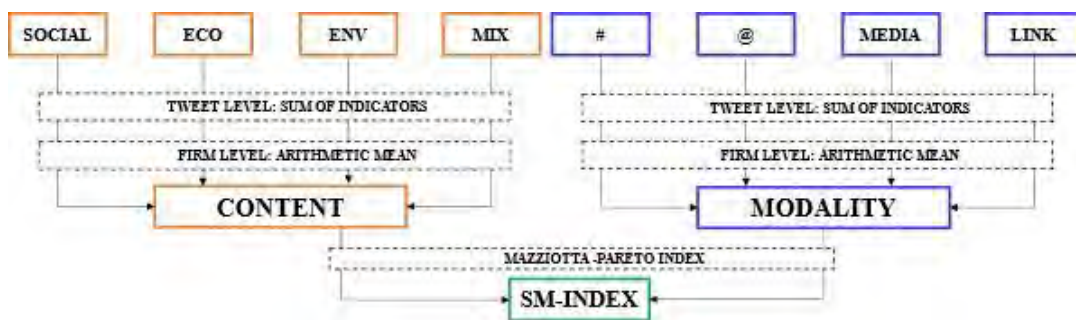 SOCIAL ECO ENV MIX # @ MEDIA LINK
TWEET LEVEL: SUM OF INDICATORS TWEET LEVEL: SUM OF INDICATORS
FIRM LEVEL: ARITHMETIC MEAN FIRM LEVEL: ARITHMETIC MEAN
CONTENT MODALITY
MAZZIOTTA -PARETO INDEX
SM-INDEX